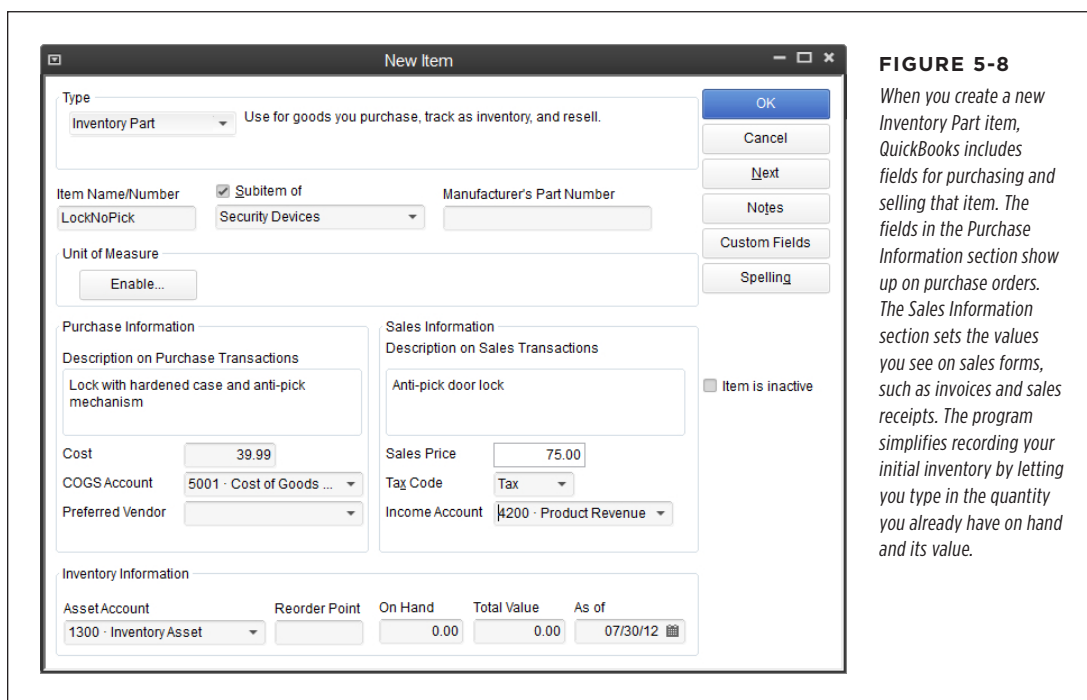 New Item
Type
Inventory Part
Use for goods you purchase, track as inventory, and resell.
OK
Cancel
Next
Notes
Custom Fields
Spelling
Item is inactive
Item Name/Number
Subitem of
Manufacturer's Part Number
LockNoPick
Security Devices
Unit of Measure
Enable...
Purchase Information
Description on Purchase Transactions
Lock with hardened case and anti-pick
mechanism
Cost
39.99
COGS Account
5001 · Cost of Goods ...
Preferred Vendor
Sales Information
Description on Sales Transactions
Anti-pick door lock
Sales Price
75.00
Tax Code
Tax
Income Account
4200 · Product Revenue
Inventory Information
Asset Account
Reorder Point
On Hand
Total Value
As of
1300 · Inventory Asset
0.00
0.00
07/30/12
FIGURE 5-8
When you create a new
Inventory Part item,
QuickBooks includes
fields for purchasing and
selling that item. The
fields in the Purchase
Information section show
up on purchase orders.
The Sales Information
section sets the values
you see on sales forms,
such as invoices and sales
receipts. The program
simplifies recording your
initial inventory by letting
you type in the quantity
you already have on hand
and its value.